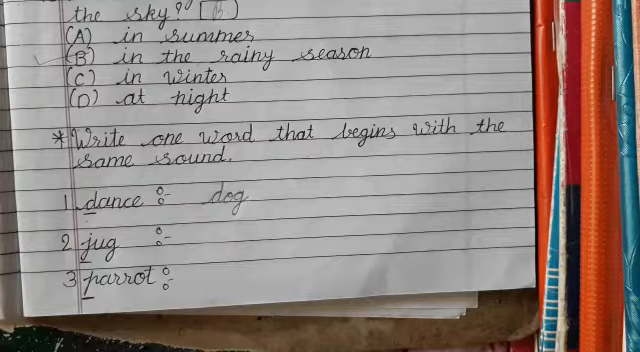 the sky? [B]
(A) in summer
(B) in the rainy season
(C) in winter
(D) at night
* Write one word that begins with the
same sound.
1 dance :- dog
2 jug :-
3 parrot :-